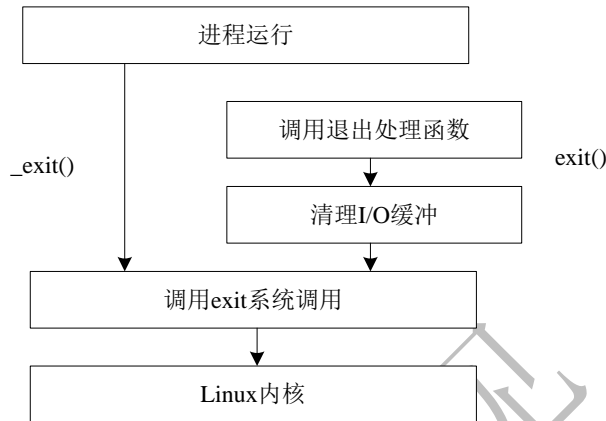 进程运行
调用退出处理函数
_exit()
exit()
清理I/O缓冲
调用exit系统调用
Linux内核